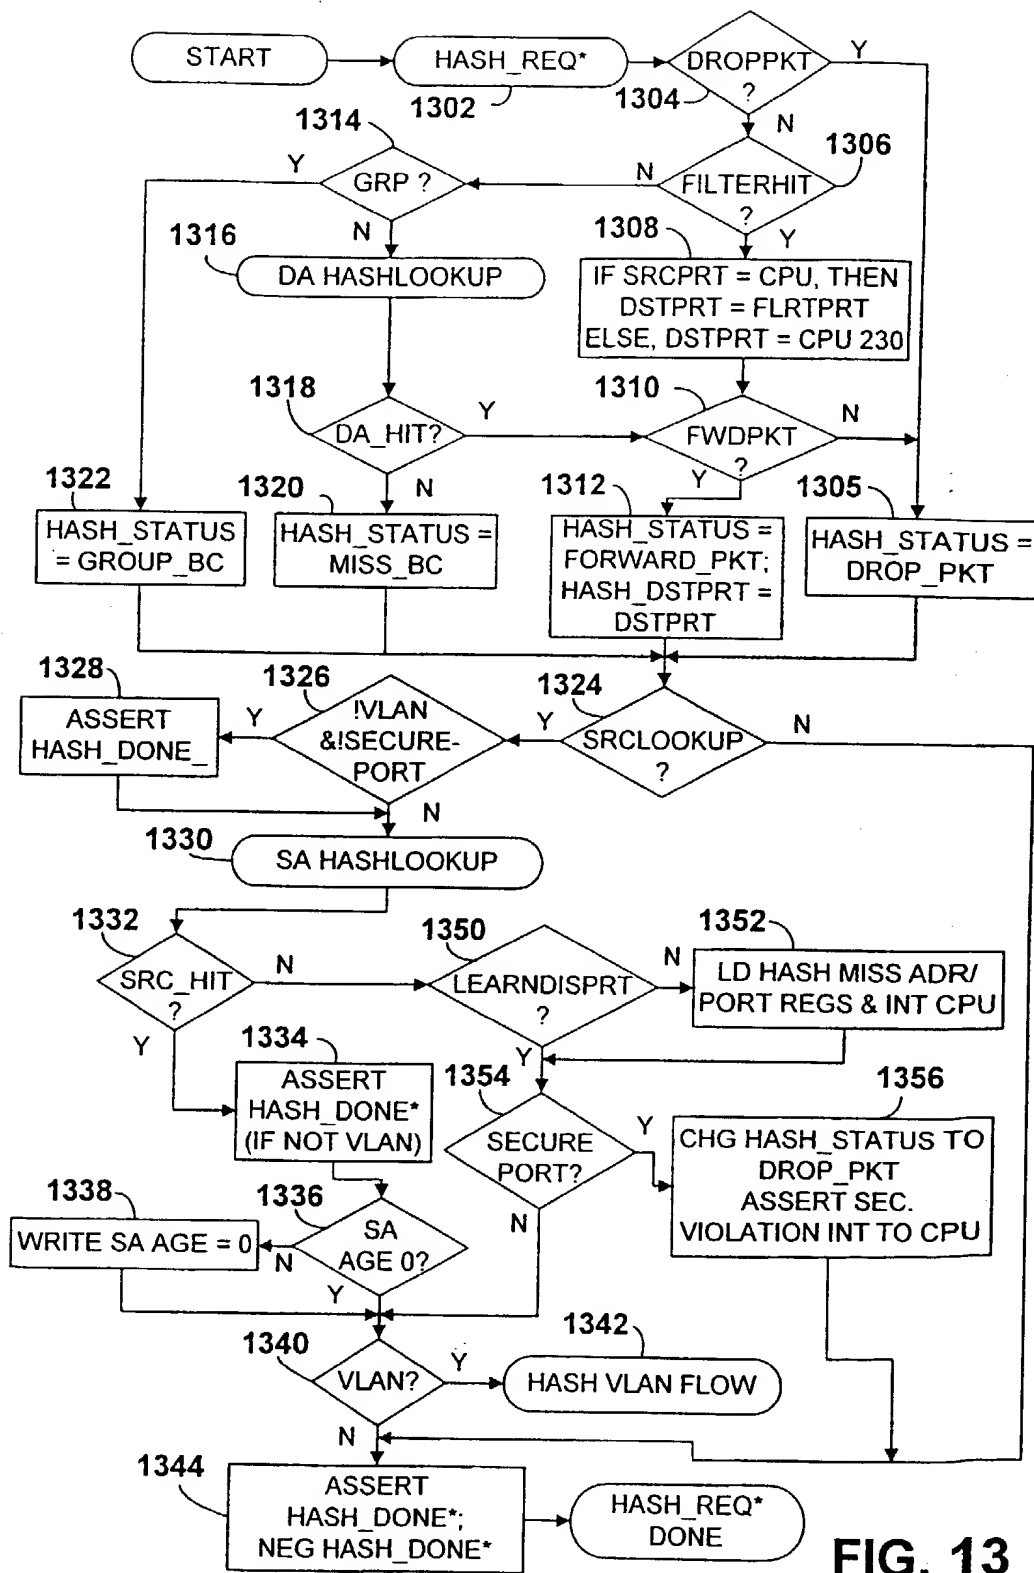 START
HASH_REQ*
1302
DROPPKT
?
1304
Y
N
1314
GRP ?
Y
N
N
FILTERHIT
?
1306
Y
1316
DA HASHLOOKUP
1308
IF SRCPRT = CPU, THEN
DSTPRT = FLRTPRT
ELSE, DSTPRT = CPU 230
1318
DA_HIT?
Y
N
1310
FWDPKT
?
N
Y
1322
HASH_STATUS
= GROUP_BC
1320
HASH_STATUS =
MISS_BC
1312
HASH_STATUS =
FORWARD_PKT;
HASH_DSTPRT =
DSTPRT
1305
HASH_STATUS =
DROP_PKT
1328
ASSERT
HASH_DONE_
1326
!VLAN
&!SECURE-
PORT
Y
N
1324
SRCLOOKUP
?
Y
N
1330
SA HASHLOOKUP
1332
SRC_HIT
?
N
Y
1350
LEARNDISPRT
?
N
Y
1352
LD HASH MISS ADR/
PORT REGS & INT CPU
1334
ASSERT
HASH_DONE*
(IF NOT VLAN)
1354
SECURE
PORT?
Y
N
1356
CHG HASH_STATUS TO
DROP_PKT
ASSERT SEC.
VIOLATION INT TO CPU
1338
WRITE SA AGE = 0
1336
SA
AGE 0?
N
Y
1340
VLAN?
Y
N
1342
HASH VLAN FLOW
1344
ASSERT
HASH_DONE*;
NEG HASH_DONE*
HASH_REQ*
DONE
FIG. 13